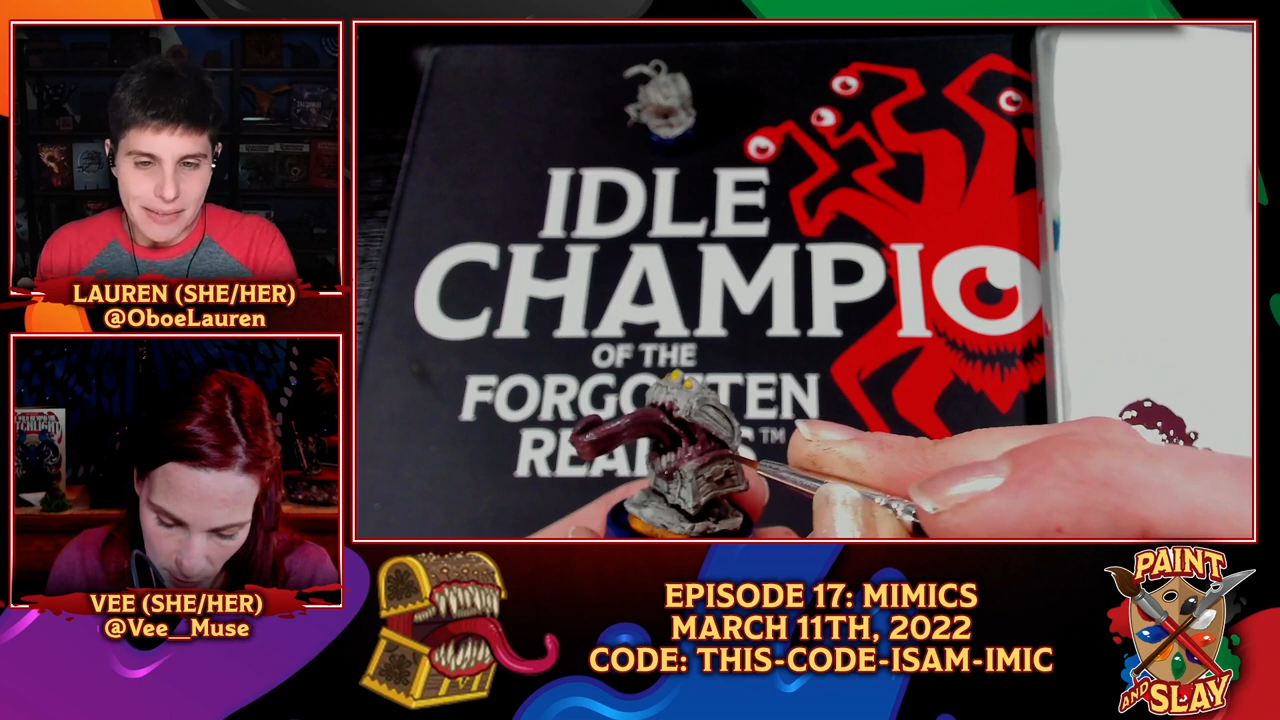 LAUREN (SHE/HER)
@OboeLauren
VEE (SHE/HER)
@Vee__Muse
IDLE
CHAMPIO
OF THE
FORGOTTEN
REALMS™
EPISODE 17: MIMICS
MARCH 11TH, 2022
CODE: THIS-CODE-ISAM-IMIC
PAINT
AND SLAY